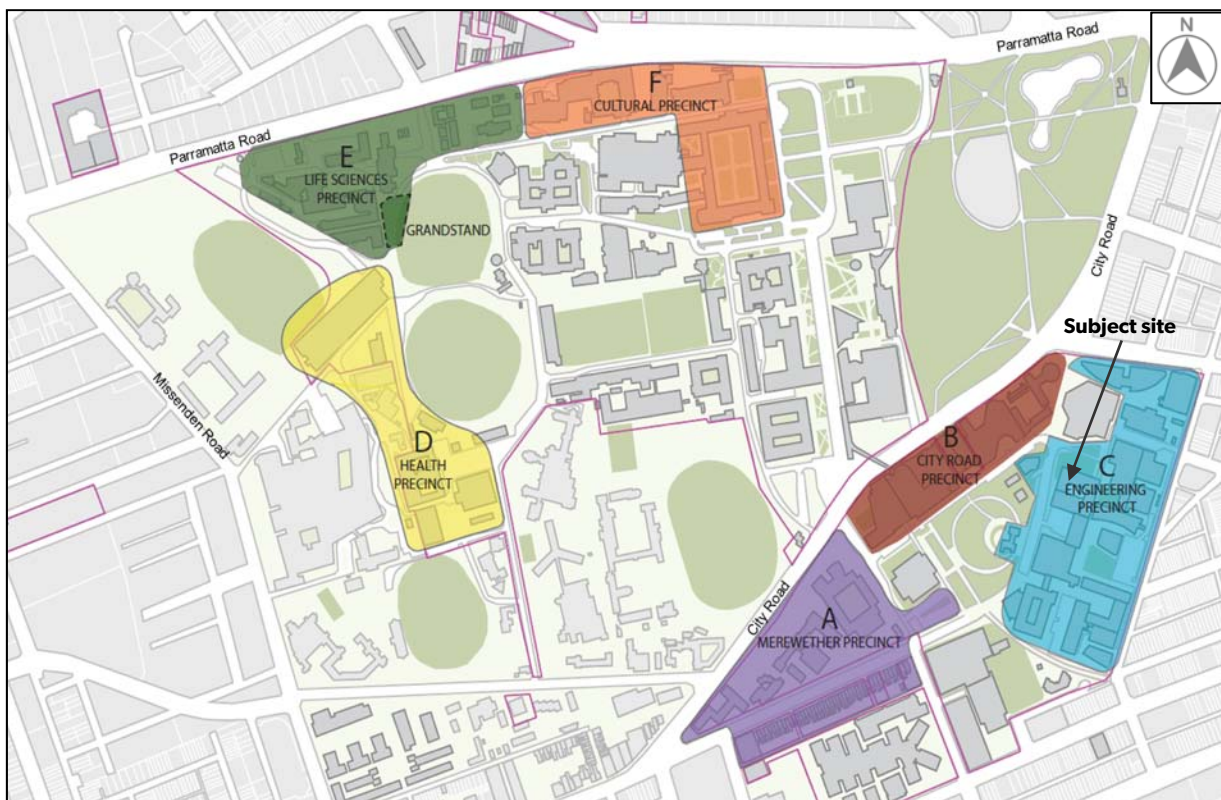 N
Parramatta Road
F
CULTURAL PRECINCT
Parramatta Road
E
LIFE SCIENCES
PRECINCT
GRANDSTAND
City Road
Subject site
Missenden Road
D
HEALTH
PRECINCT
B
CITY ROAD
PRECINCT
C
ENGINEERING
PRECINCT
City Road
A
MEREWETHER PRECINCT